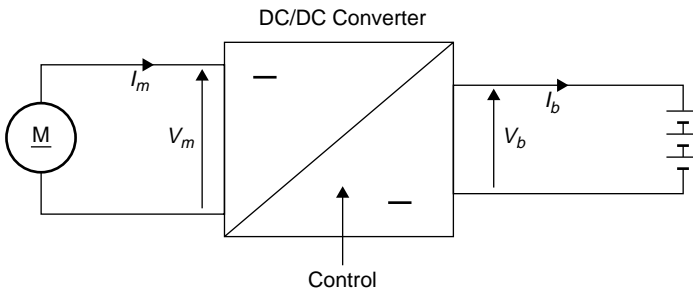 DC/DC Converter
I_m
I_b
M
V_m
V_b
Control